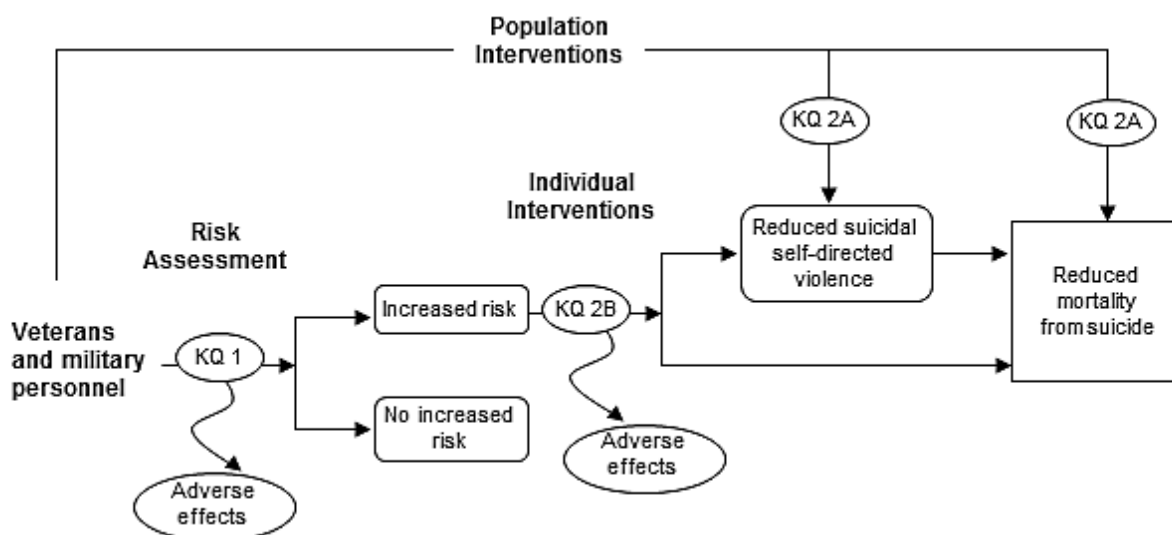 Population
Interventions
KQ 2A
KQ 2A
Individual
Interventions
Risk
Assessment
Reduced suicidal
self-directed
violence
Reduced
mortality
from suicide
Increased risk
KQ 2B
Veterans
and military
personnel
KQ 1
No increased
risk
Adverse
effects
Adverse
effects